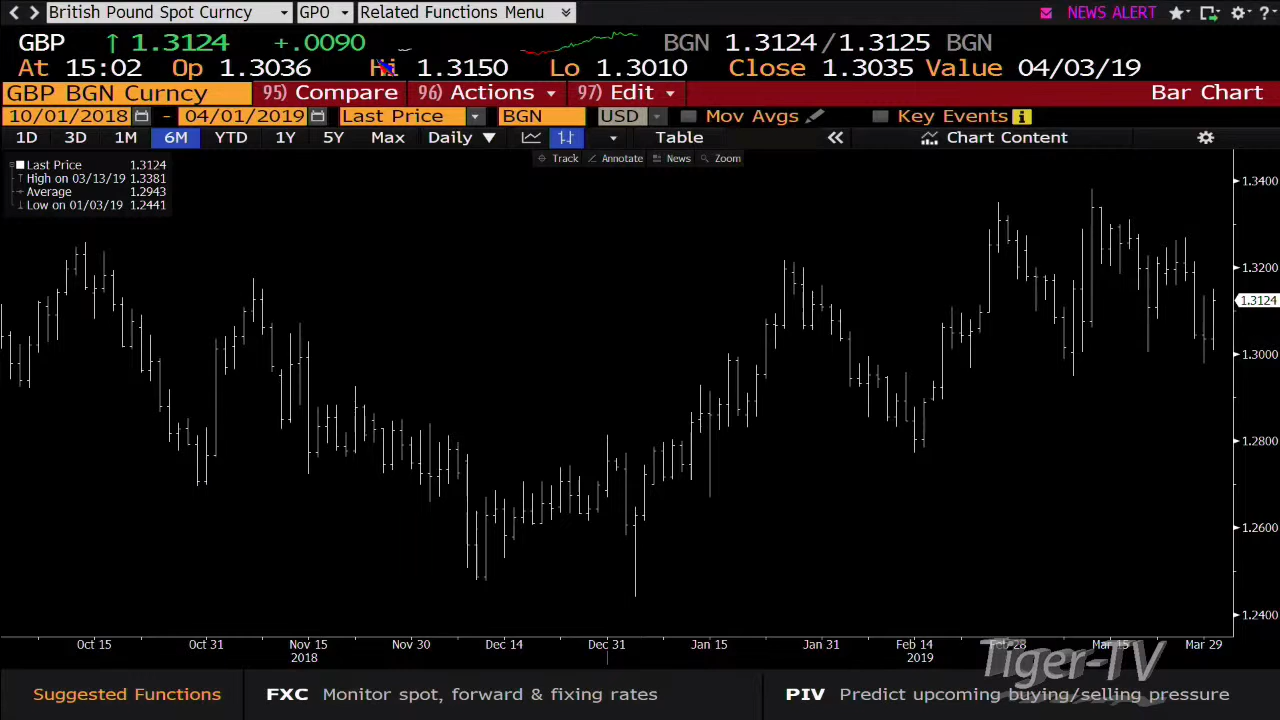 British Pound Spot Curncy GPO Related Functions Menu NEWS ALERT ?
GBP ↑ 1.3124 +.0090 BGN 1.3124/1.3125 BGN
At 15:02 Op 1.3036 Hi 1.3150 Lo 1.3010 Close 1.3035 Value 04/03/19
GBP BGN Curncy 95) Compare 96) Actions 97) Edit Bar Chart
10/01/2018 - 04/01/2019 Last Price BGN USD Mov Avgs Key Events i
1D 3D 1M 6M YTD 1Y 5Y Max Daily Table « Chart Content
Track Annotate News Zoom
Last Price 1.3124
High on 03/13/19 1.3381
Average 1.2943
Low on 01/03/19 1.2441
1.3400
1.3200
1.3124
1.3000
1.2800
1.2600
1.2400
Oct 15 Oct 31 Nov 15 Nov 30 Dec 14 Dec 31 Jan 15 Jan 31 Feb 14 Feb 28 Mar 15 Mar 29
2018 2019
Tiger-TV
Suggested Functions FXC Monitor spot, forward & fixing rates PIV Predict upcoming buying/selling pressure